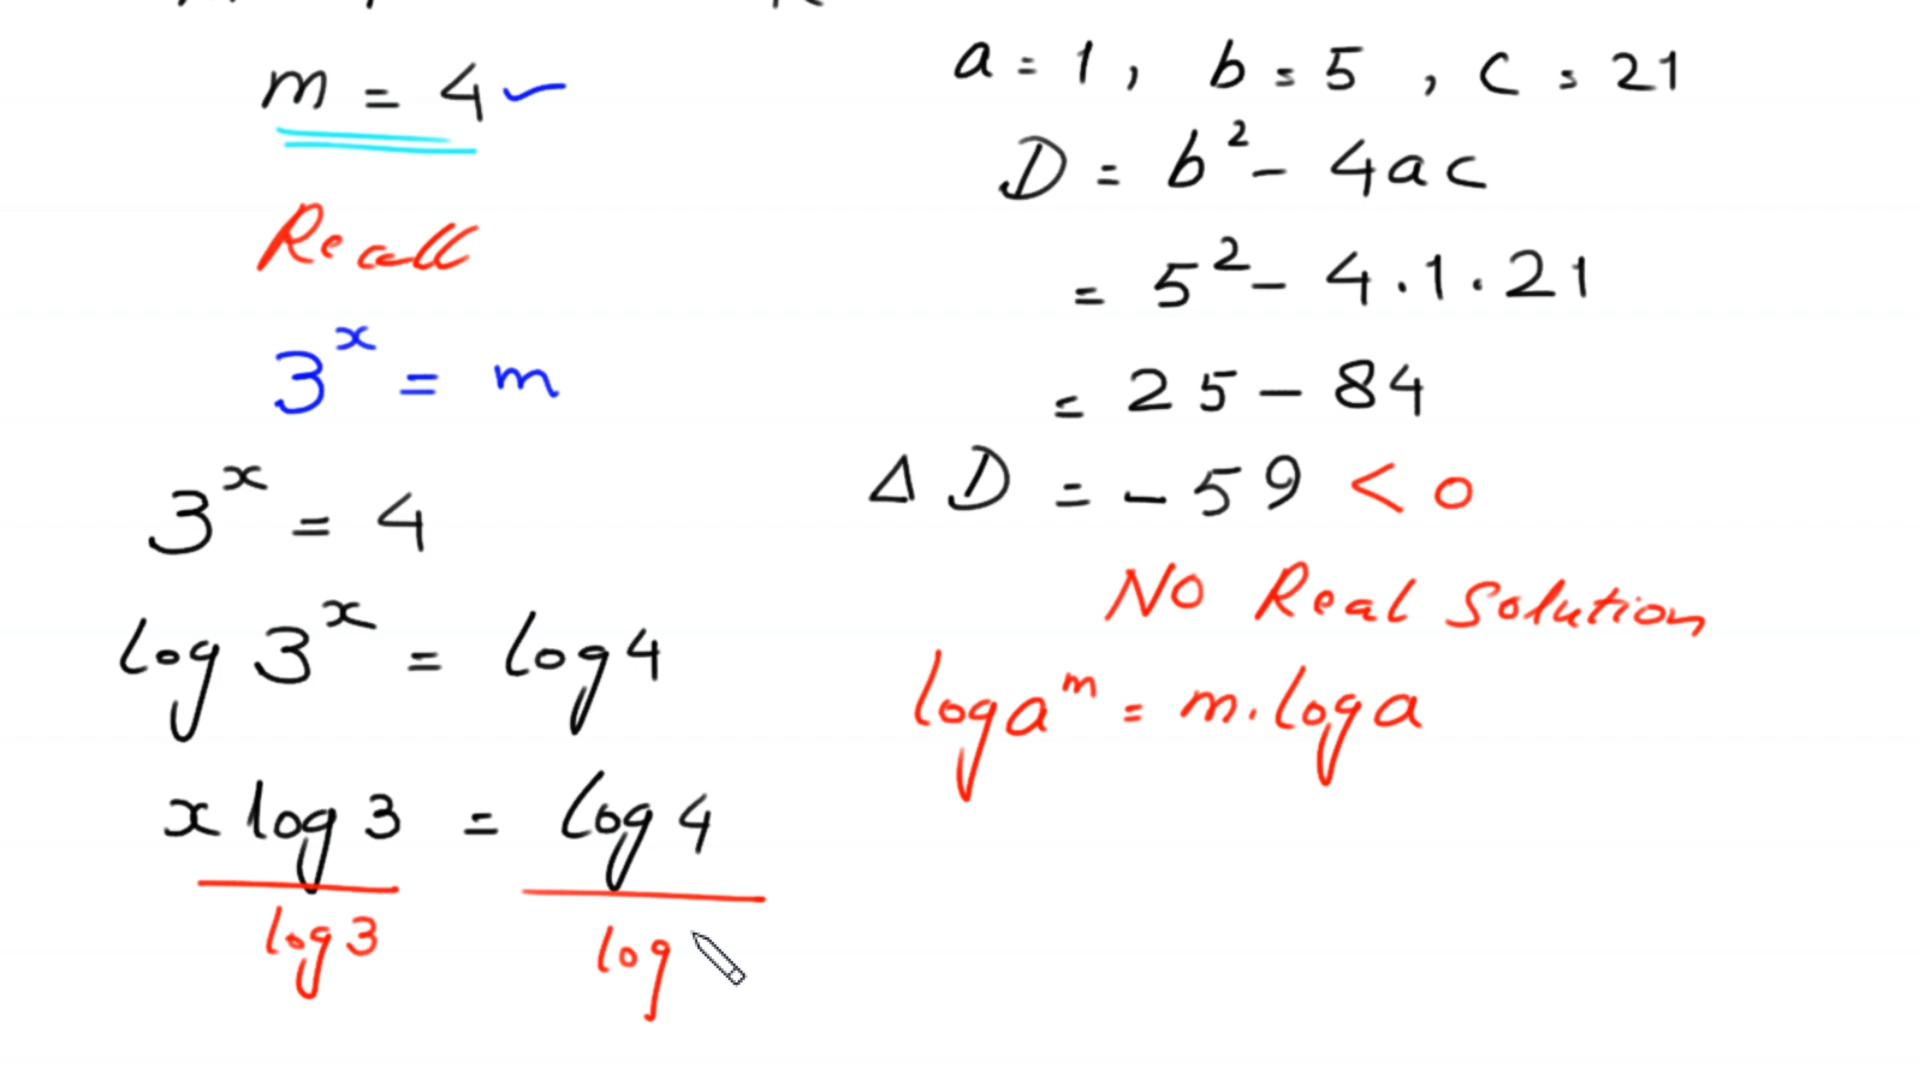 m = 4
Recall
3^x = m
3^x = 4
log 3^x = log 4
x log 3 = log 4
log 3 log
a = 1, b = 5, c = 21
D = b² - 4ac
= 5² - 4 · 1 · 21
= 25 - 84
Δ D = -59 < 0
NO Real Solution
log a^m = m · log a